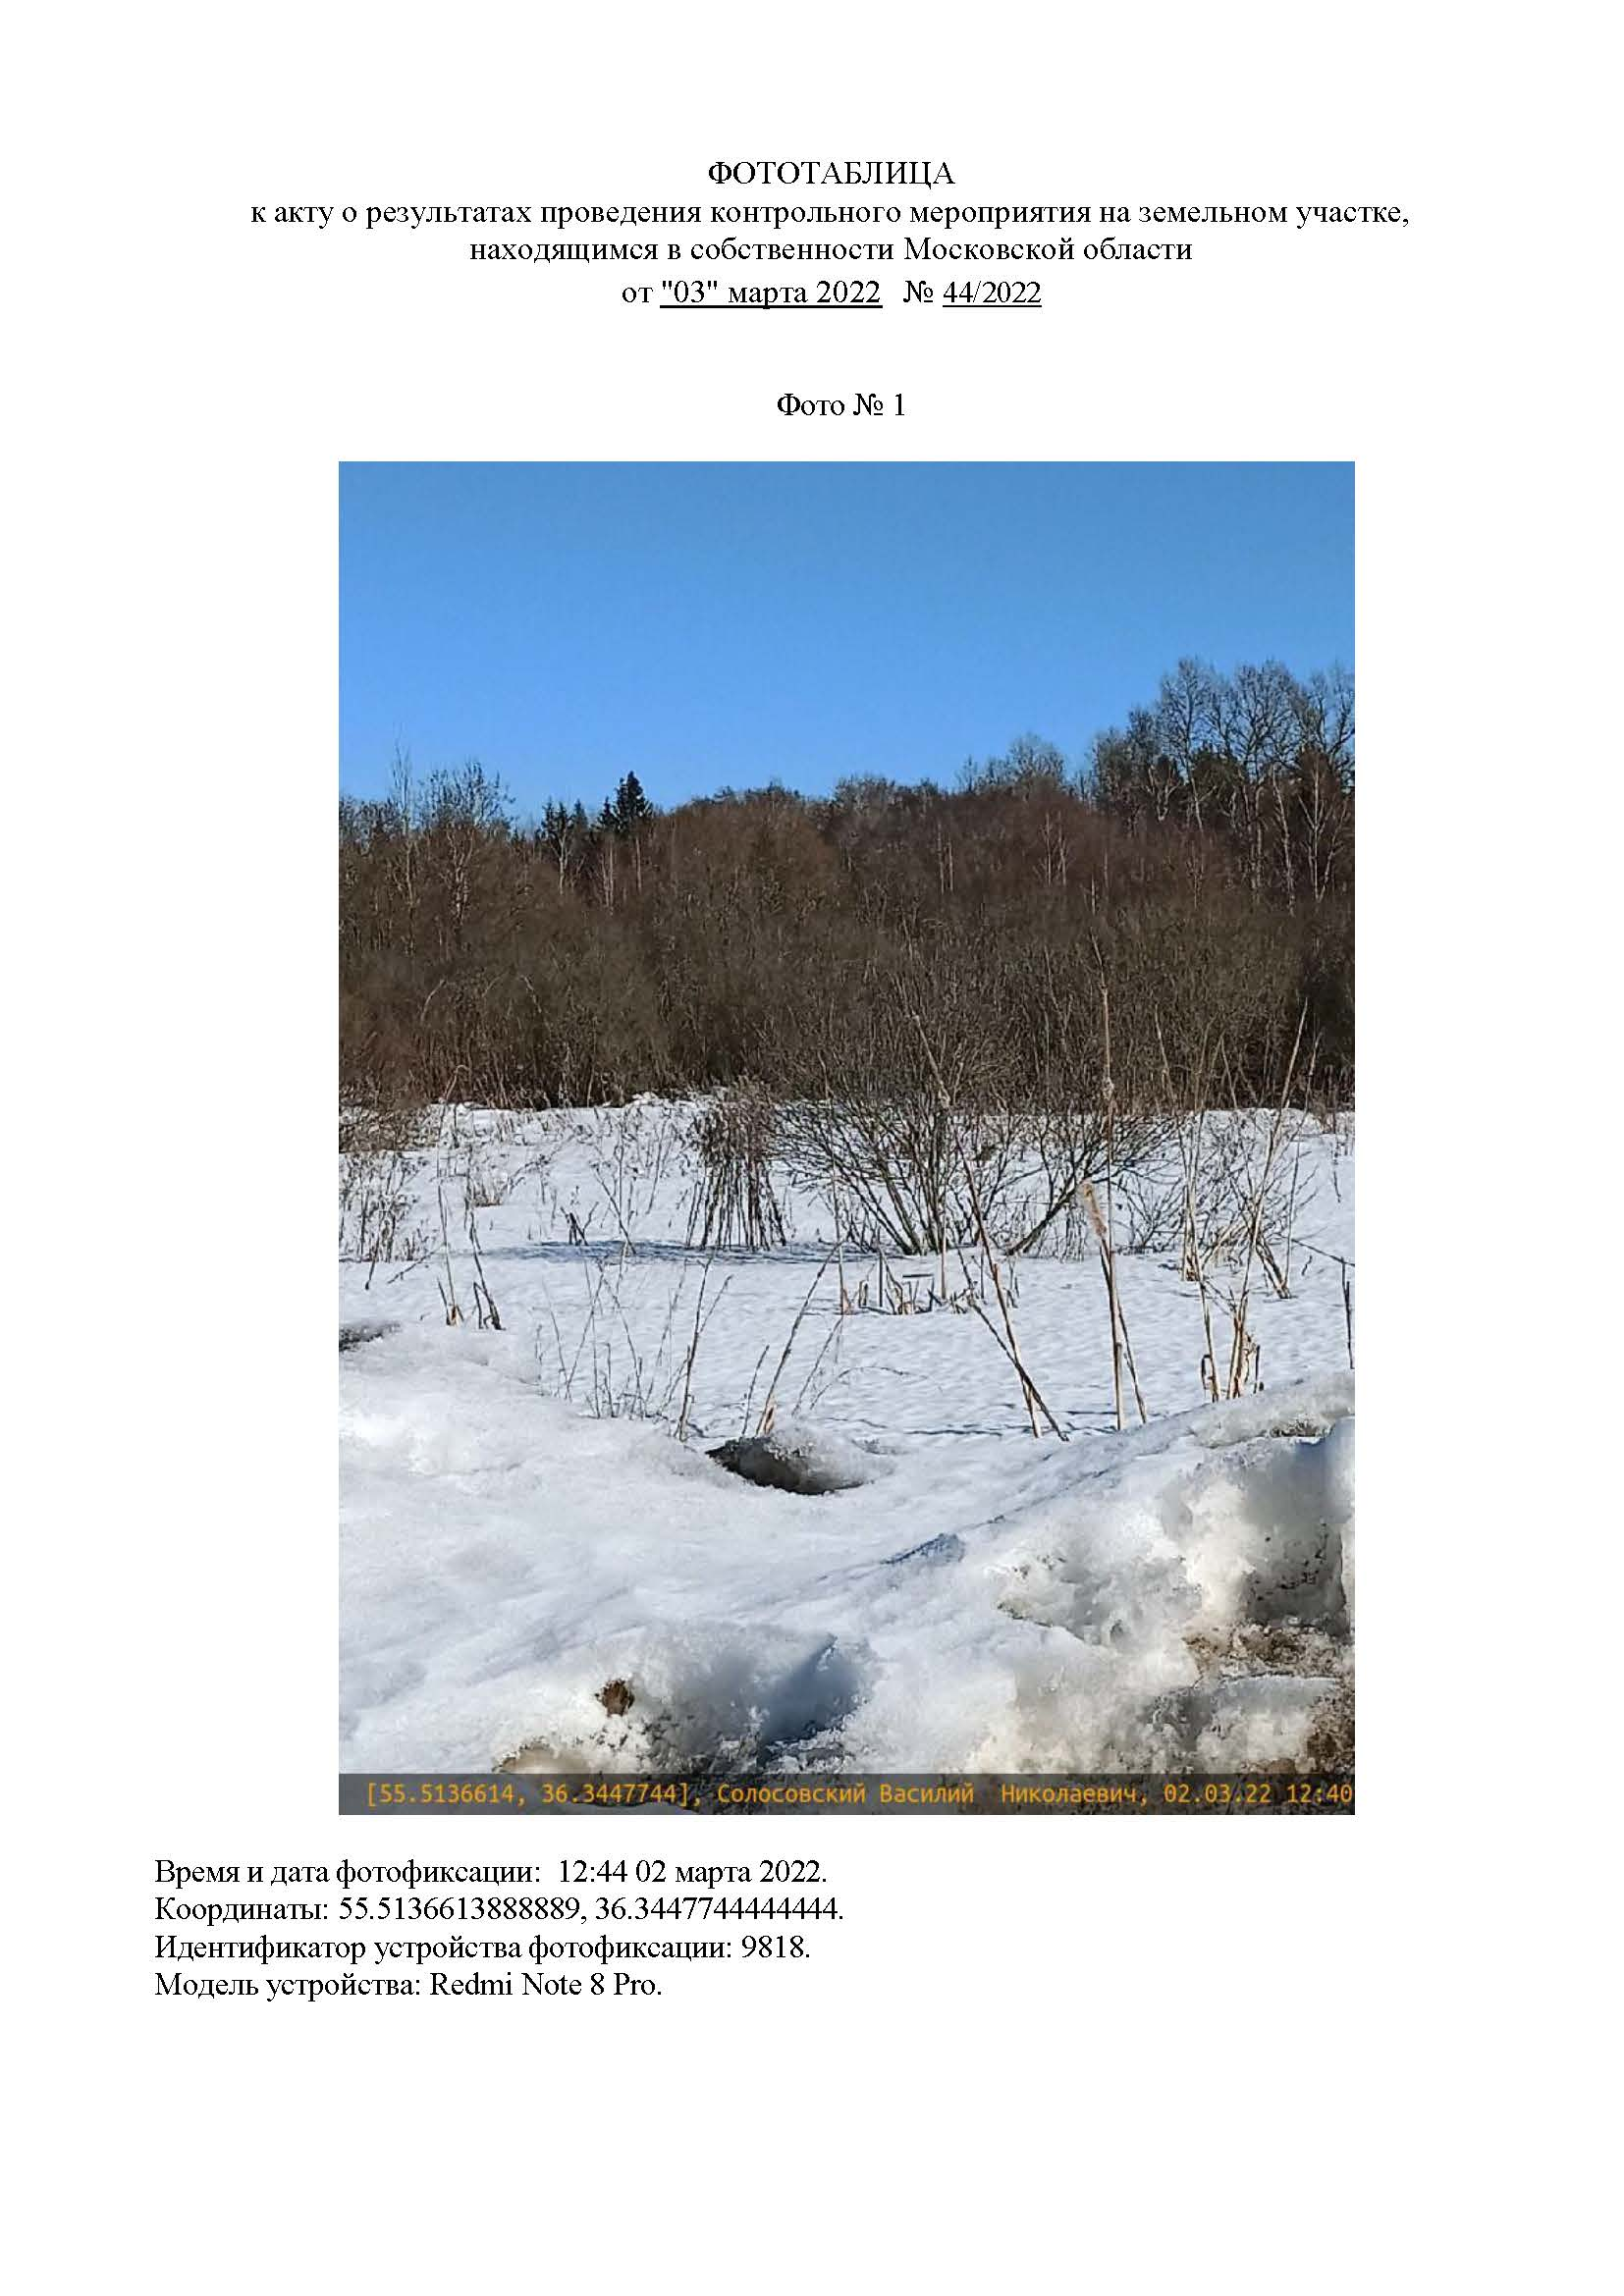 ФОТОТАБЛИЦА
к акту о результатах проведения контрольного мероприятия на земельном участке,
находящимся в собственности Московской области
от "03" марта 2022 № 44/2022
Фото № 1
[55.5136614, 36.3447744], Солосовский Василий Николаевич, 02.03.22 12:40
Время и дата фотофиксации: 12:44 02 марта 2022.
Координаты: 55.5136613888889, 36.3447744444444.
Идентификатор устройства фотофиксации: 9818.
Модель устройства: Redmi Note 8 Pro.